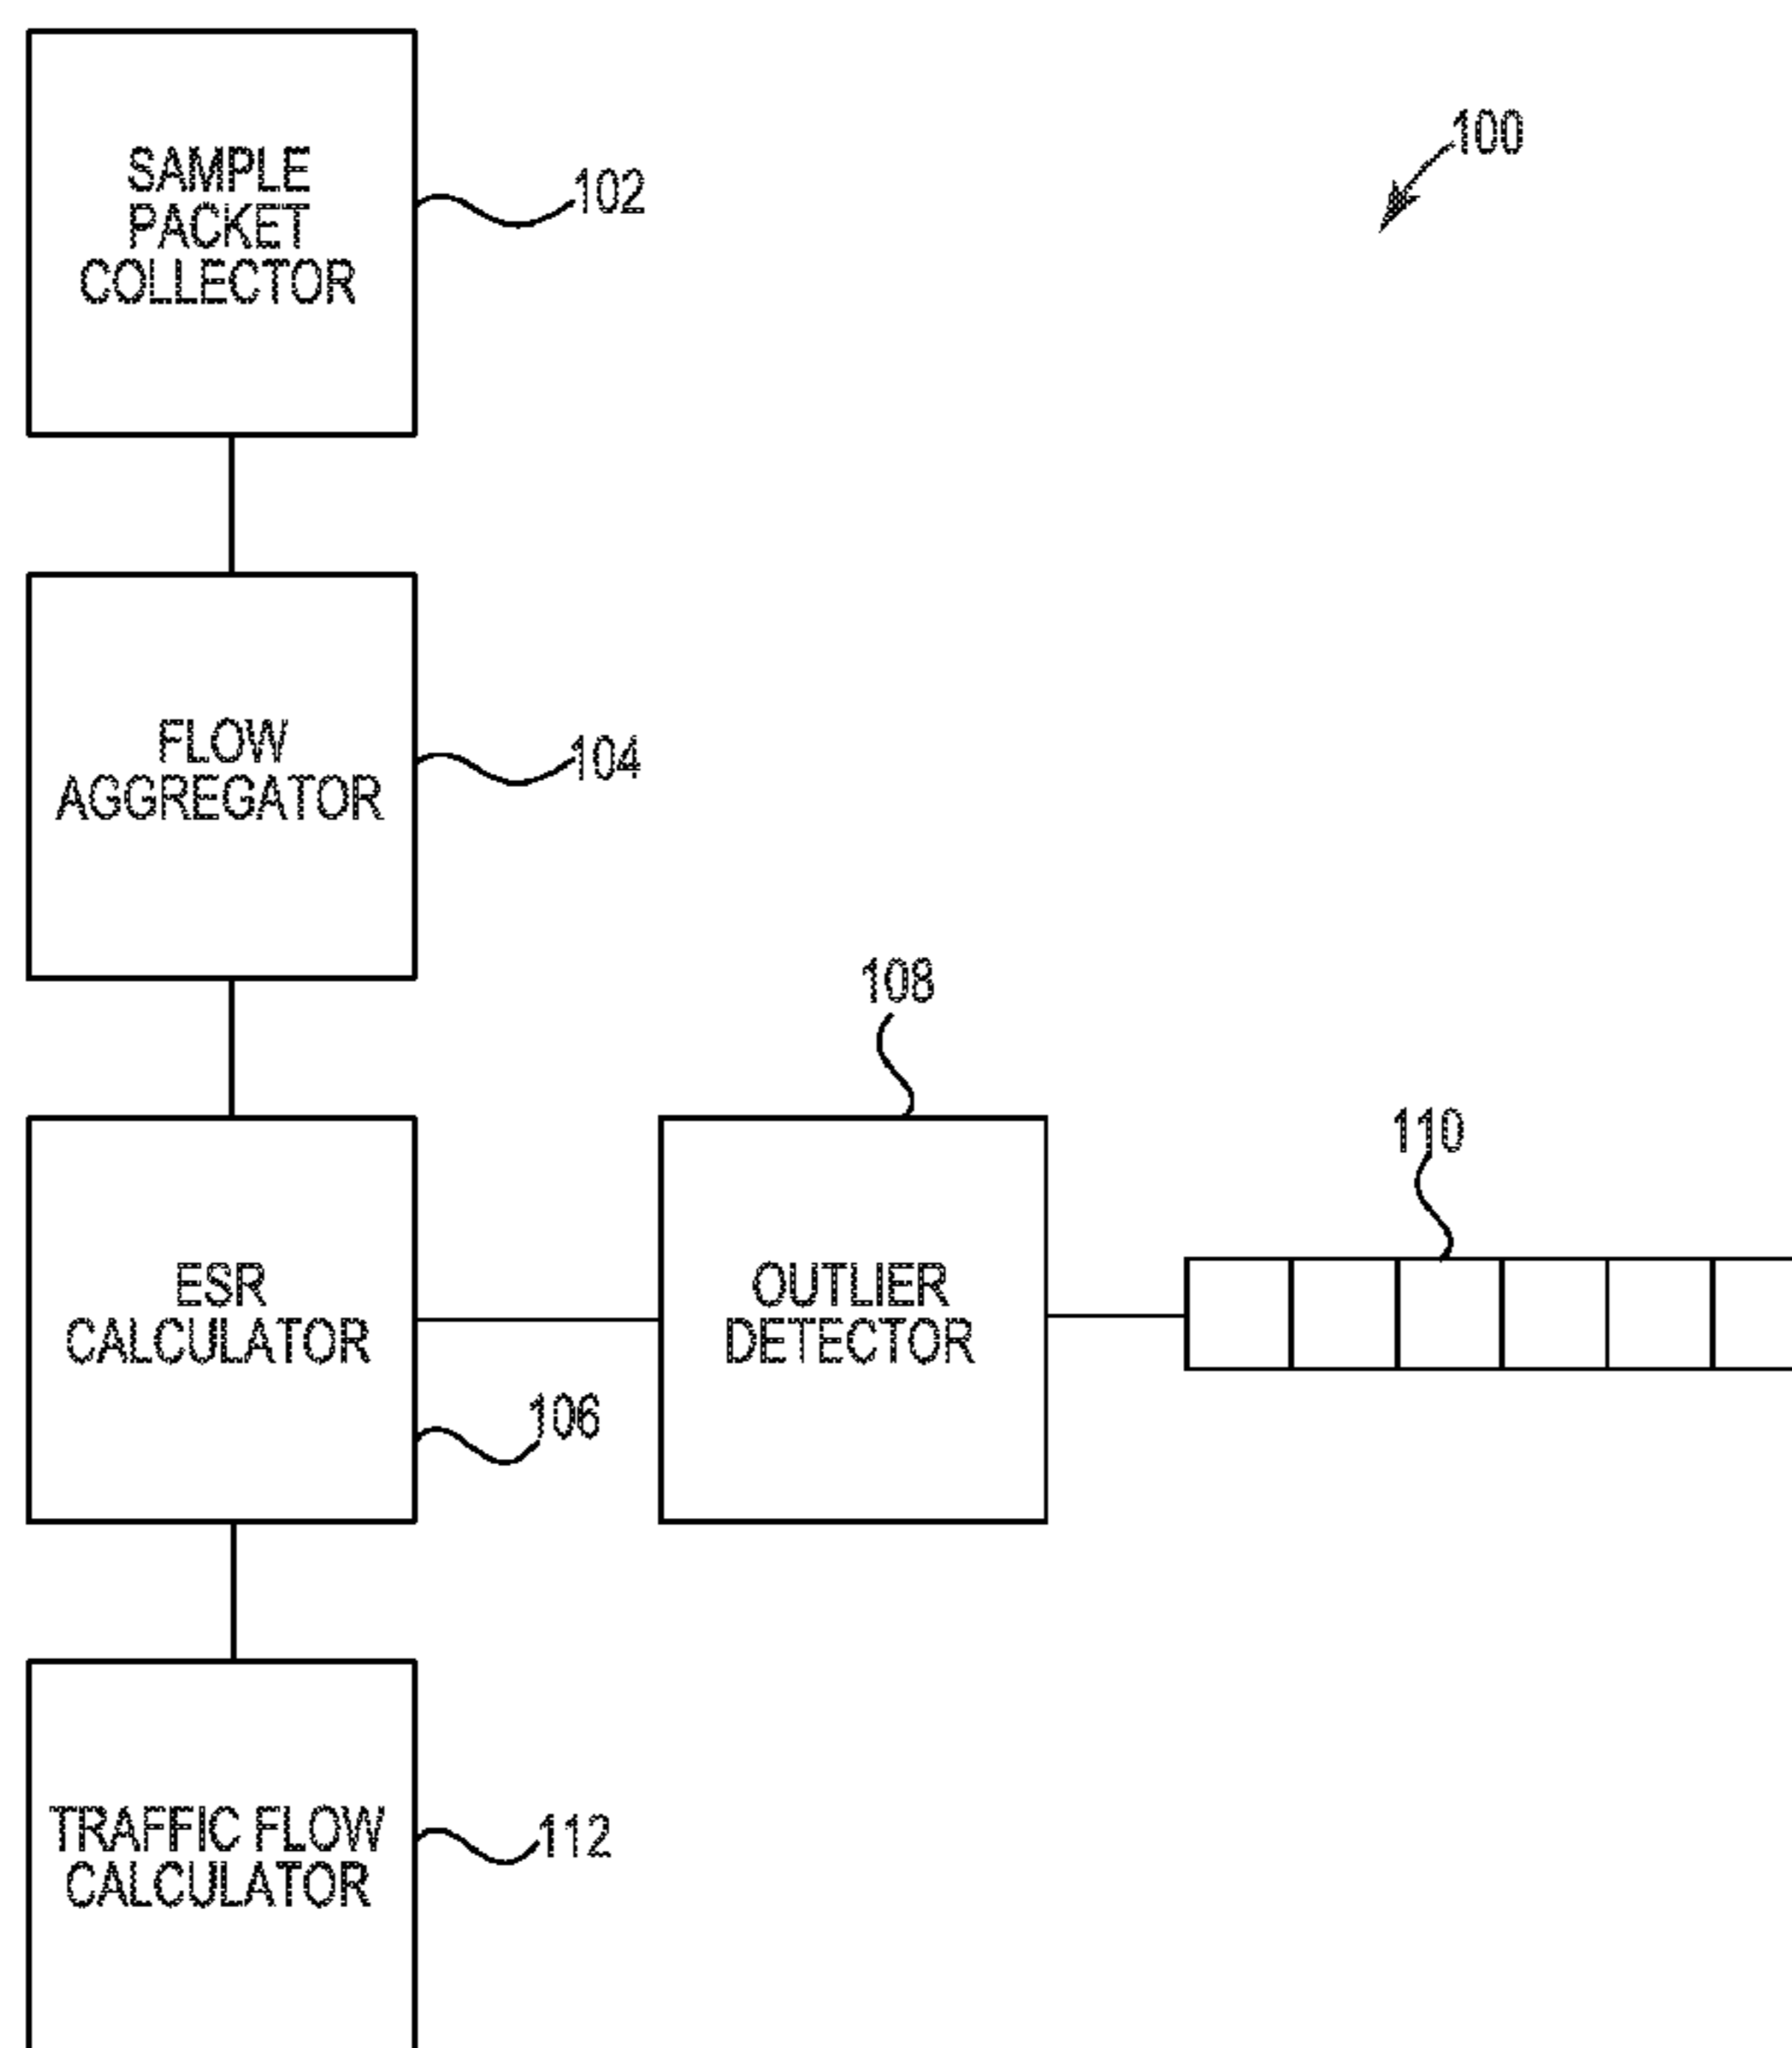 100
SAMPLE
PACKET
COLLECTOR
102
FLOW
AGGREGATOR
104
108
110
ESR
CALCULATOR
OUTLIER
DETECTOR
106
TRAFFIC FLOW
CALCULATOR
112